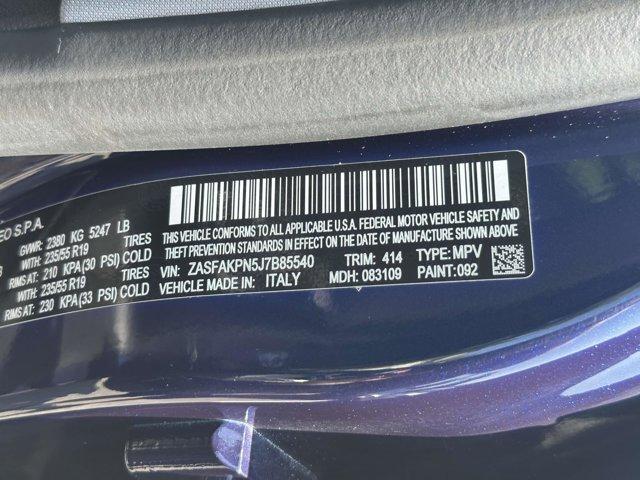 EO S.P.A.
GVWR: 2380 KG 5247 LB
WITH: 235/55 R19 TIRES
RIMS AT: 210 KPA(30 PSI) COLD
WITH: 235/55 R19 TIRES
RIMS AT: 230 KPA(33 PSI) COLD
THIS VEHICLE CONFORMS TO ALL APPLICABLE U.S.A. FEDERAL MOTOR VEHICLE SAFETY AND
THEFT PREVENTION STANDARDS IN EFFECT ON THE DATE OF MANUFACTURE SHOWN ABOVE.
VIN: ZASFAKPN5J7B85540 TRIM: 414 TYPE: MPV
VEHICLE MADE IN: ITALY MDH: 083109 PAINT: 092